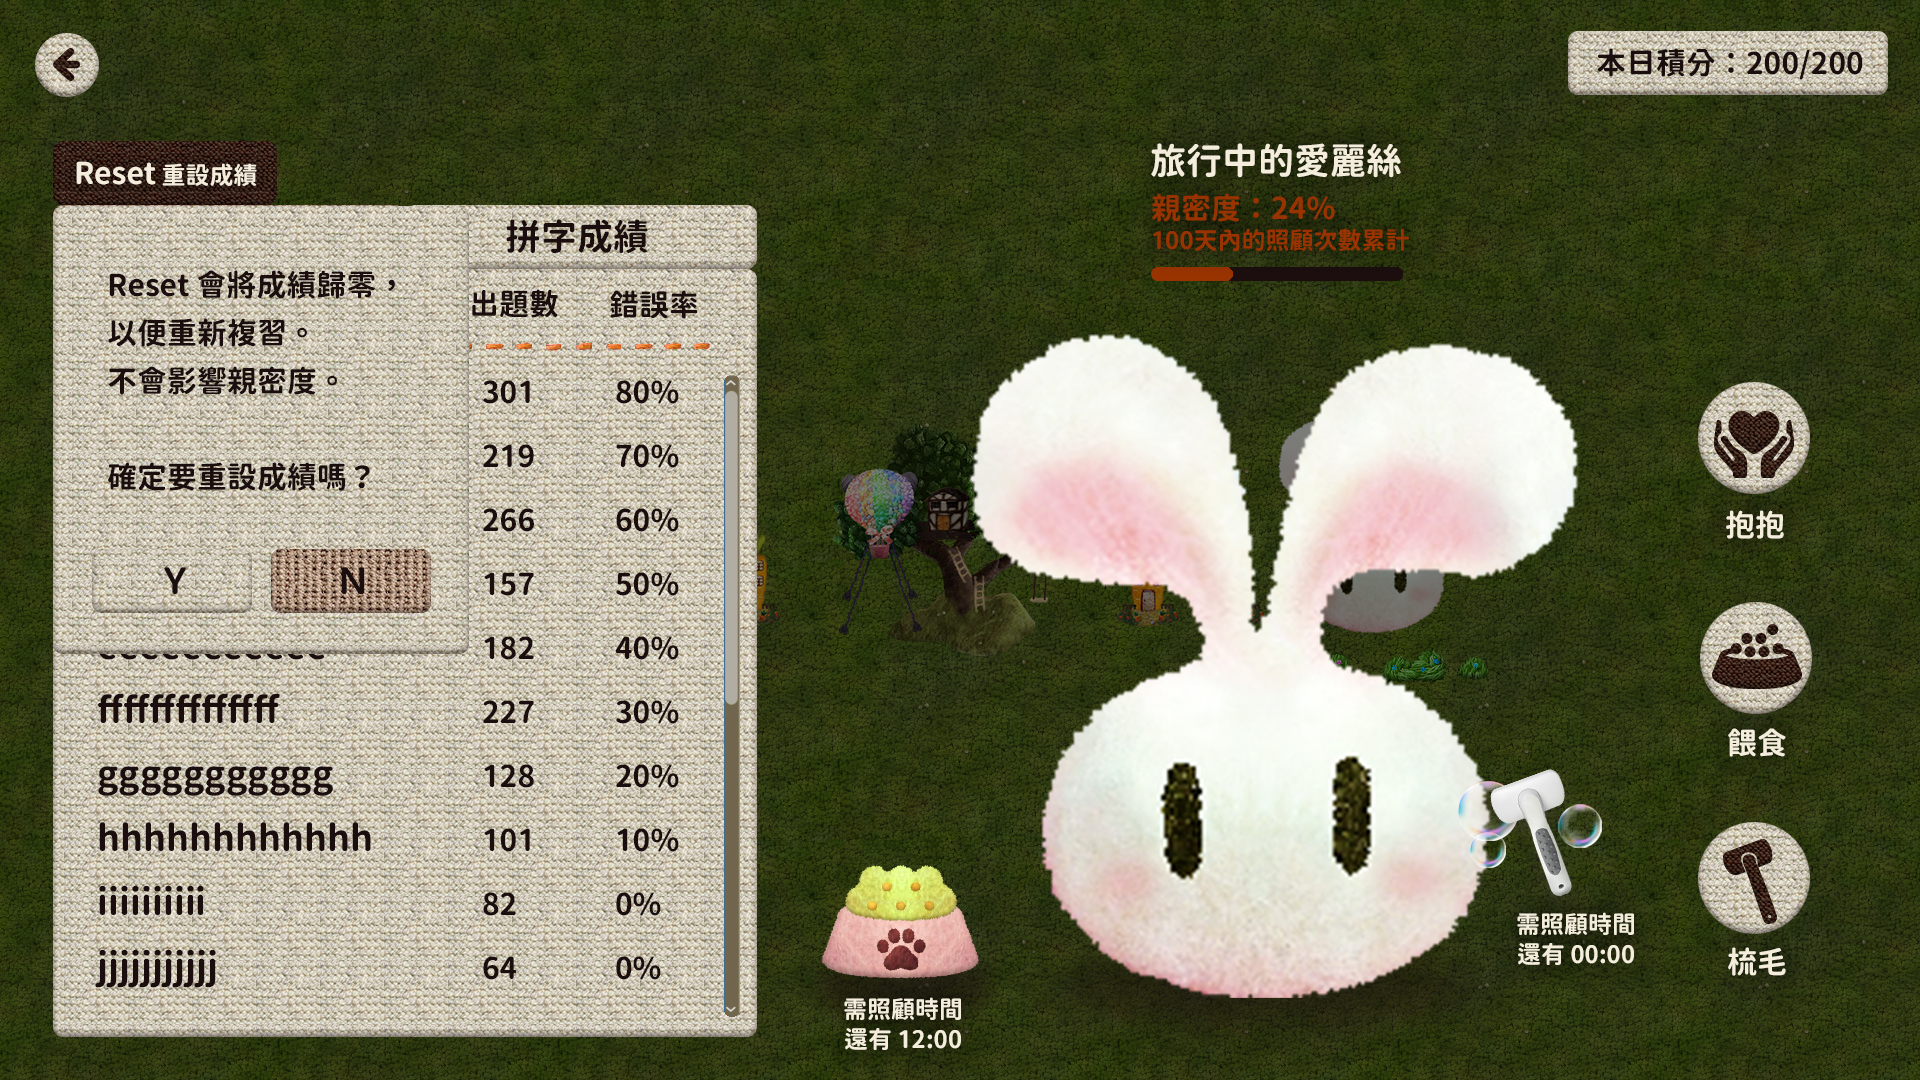 本日積分：200/200
Reset 重設成績
Reset 會將成績歸零，
以便重新複習。
不會影響親密度。
確定要重設成績嗎？
Y
N
拼字成績
出題數 錯誤率
301 80%
219 70%
266 60%
157 50%
182 40%
ffffffffffffff 227 30%
ggggggggggg 128 20%
hhhhhhhhhhhh 101 10%
iiiiiiiiii 82 0%
jjjjjjjjjjj 64 0%
旅行中的愛麗絲
親密度：24%
100天內的照顧次數累計
抱抱
餵食
梳毛
需照顧時間
還有 12:00
需照顧時間
還有 00:00